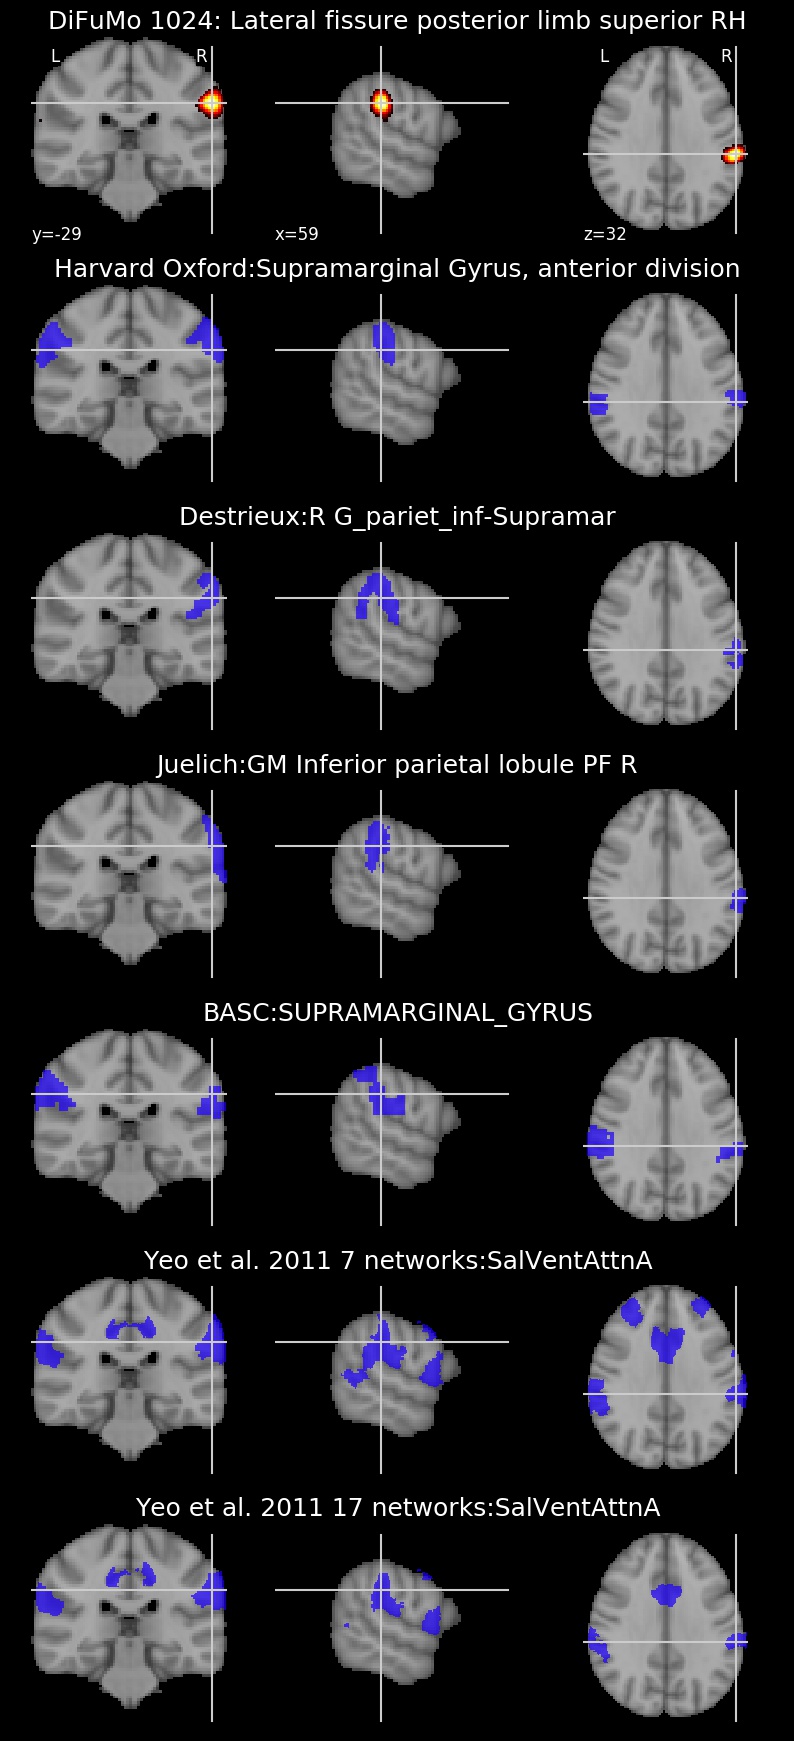 DiFuMo 1024: Lateral fissure posterior limb superior RH
L R L R
y=-29 x=59 z=32
Harvard Oxford:Supramarginal Gyrus, anterior division
Destrieux:R G_pariet_inf-Supramar
Juelich:GM Inferior parietal lobule PF R
BASC:SUPRAMARGINAL_GYRUS
Yeo et al. 2011 7 networks:SalVentAttnA
Yeo et al. 2011 17 networks:SalVentAttnA